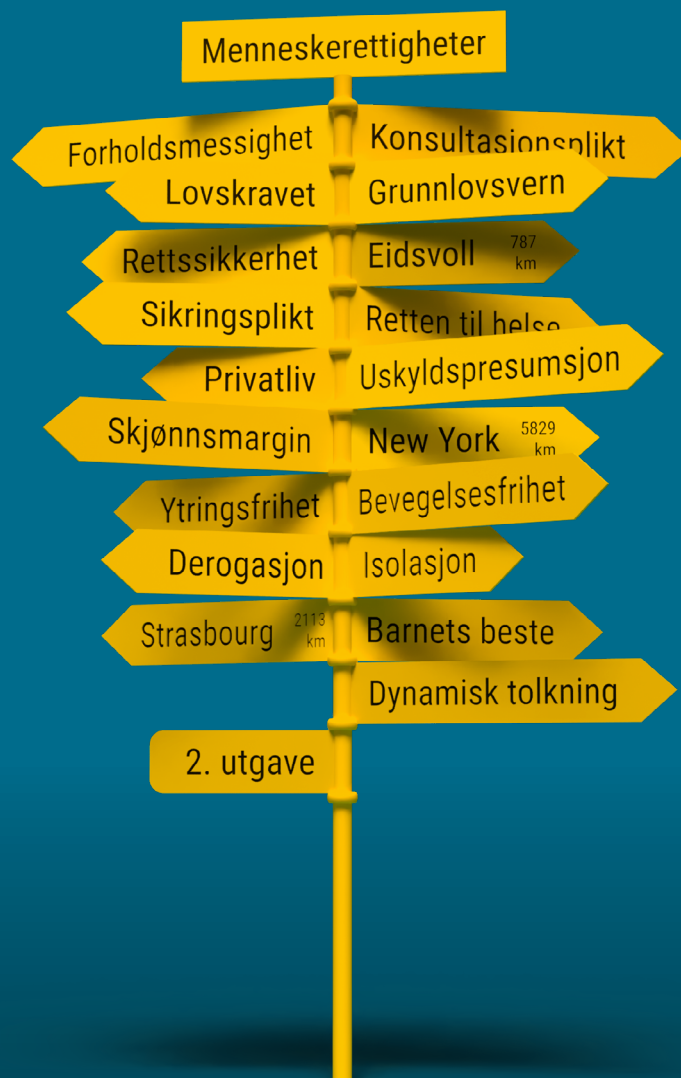 Menneskerettigheter
Forholdsmessighet
Konsultasjonsplikt
Lovskravet
Grunnlovsvern
Rettssikkerhet
Eidsvoll 787 km
Sikringsplikt
Retten til helse
Privatliv
Uskyldspresumsjon
Skjønnsmargin
New York 5829 km
Ytringsfrihet
Bevegelsesfrihet
Derogasjon
Isolasjon
Strasbourg 2113 km
Barnets beste
Dynamisk tolkning
2. utgave